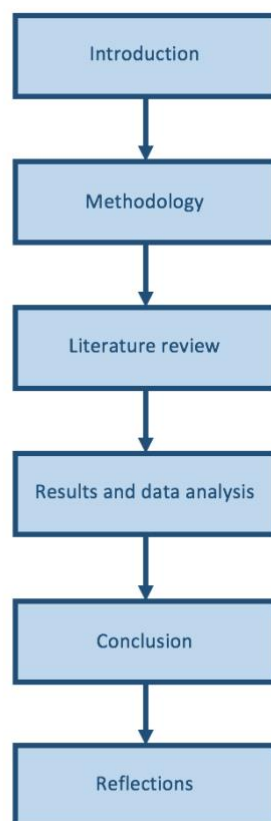 Introduction
Methodology
Literature review
Results and data analysis
Conclusion
Reflections